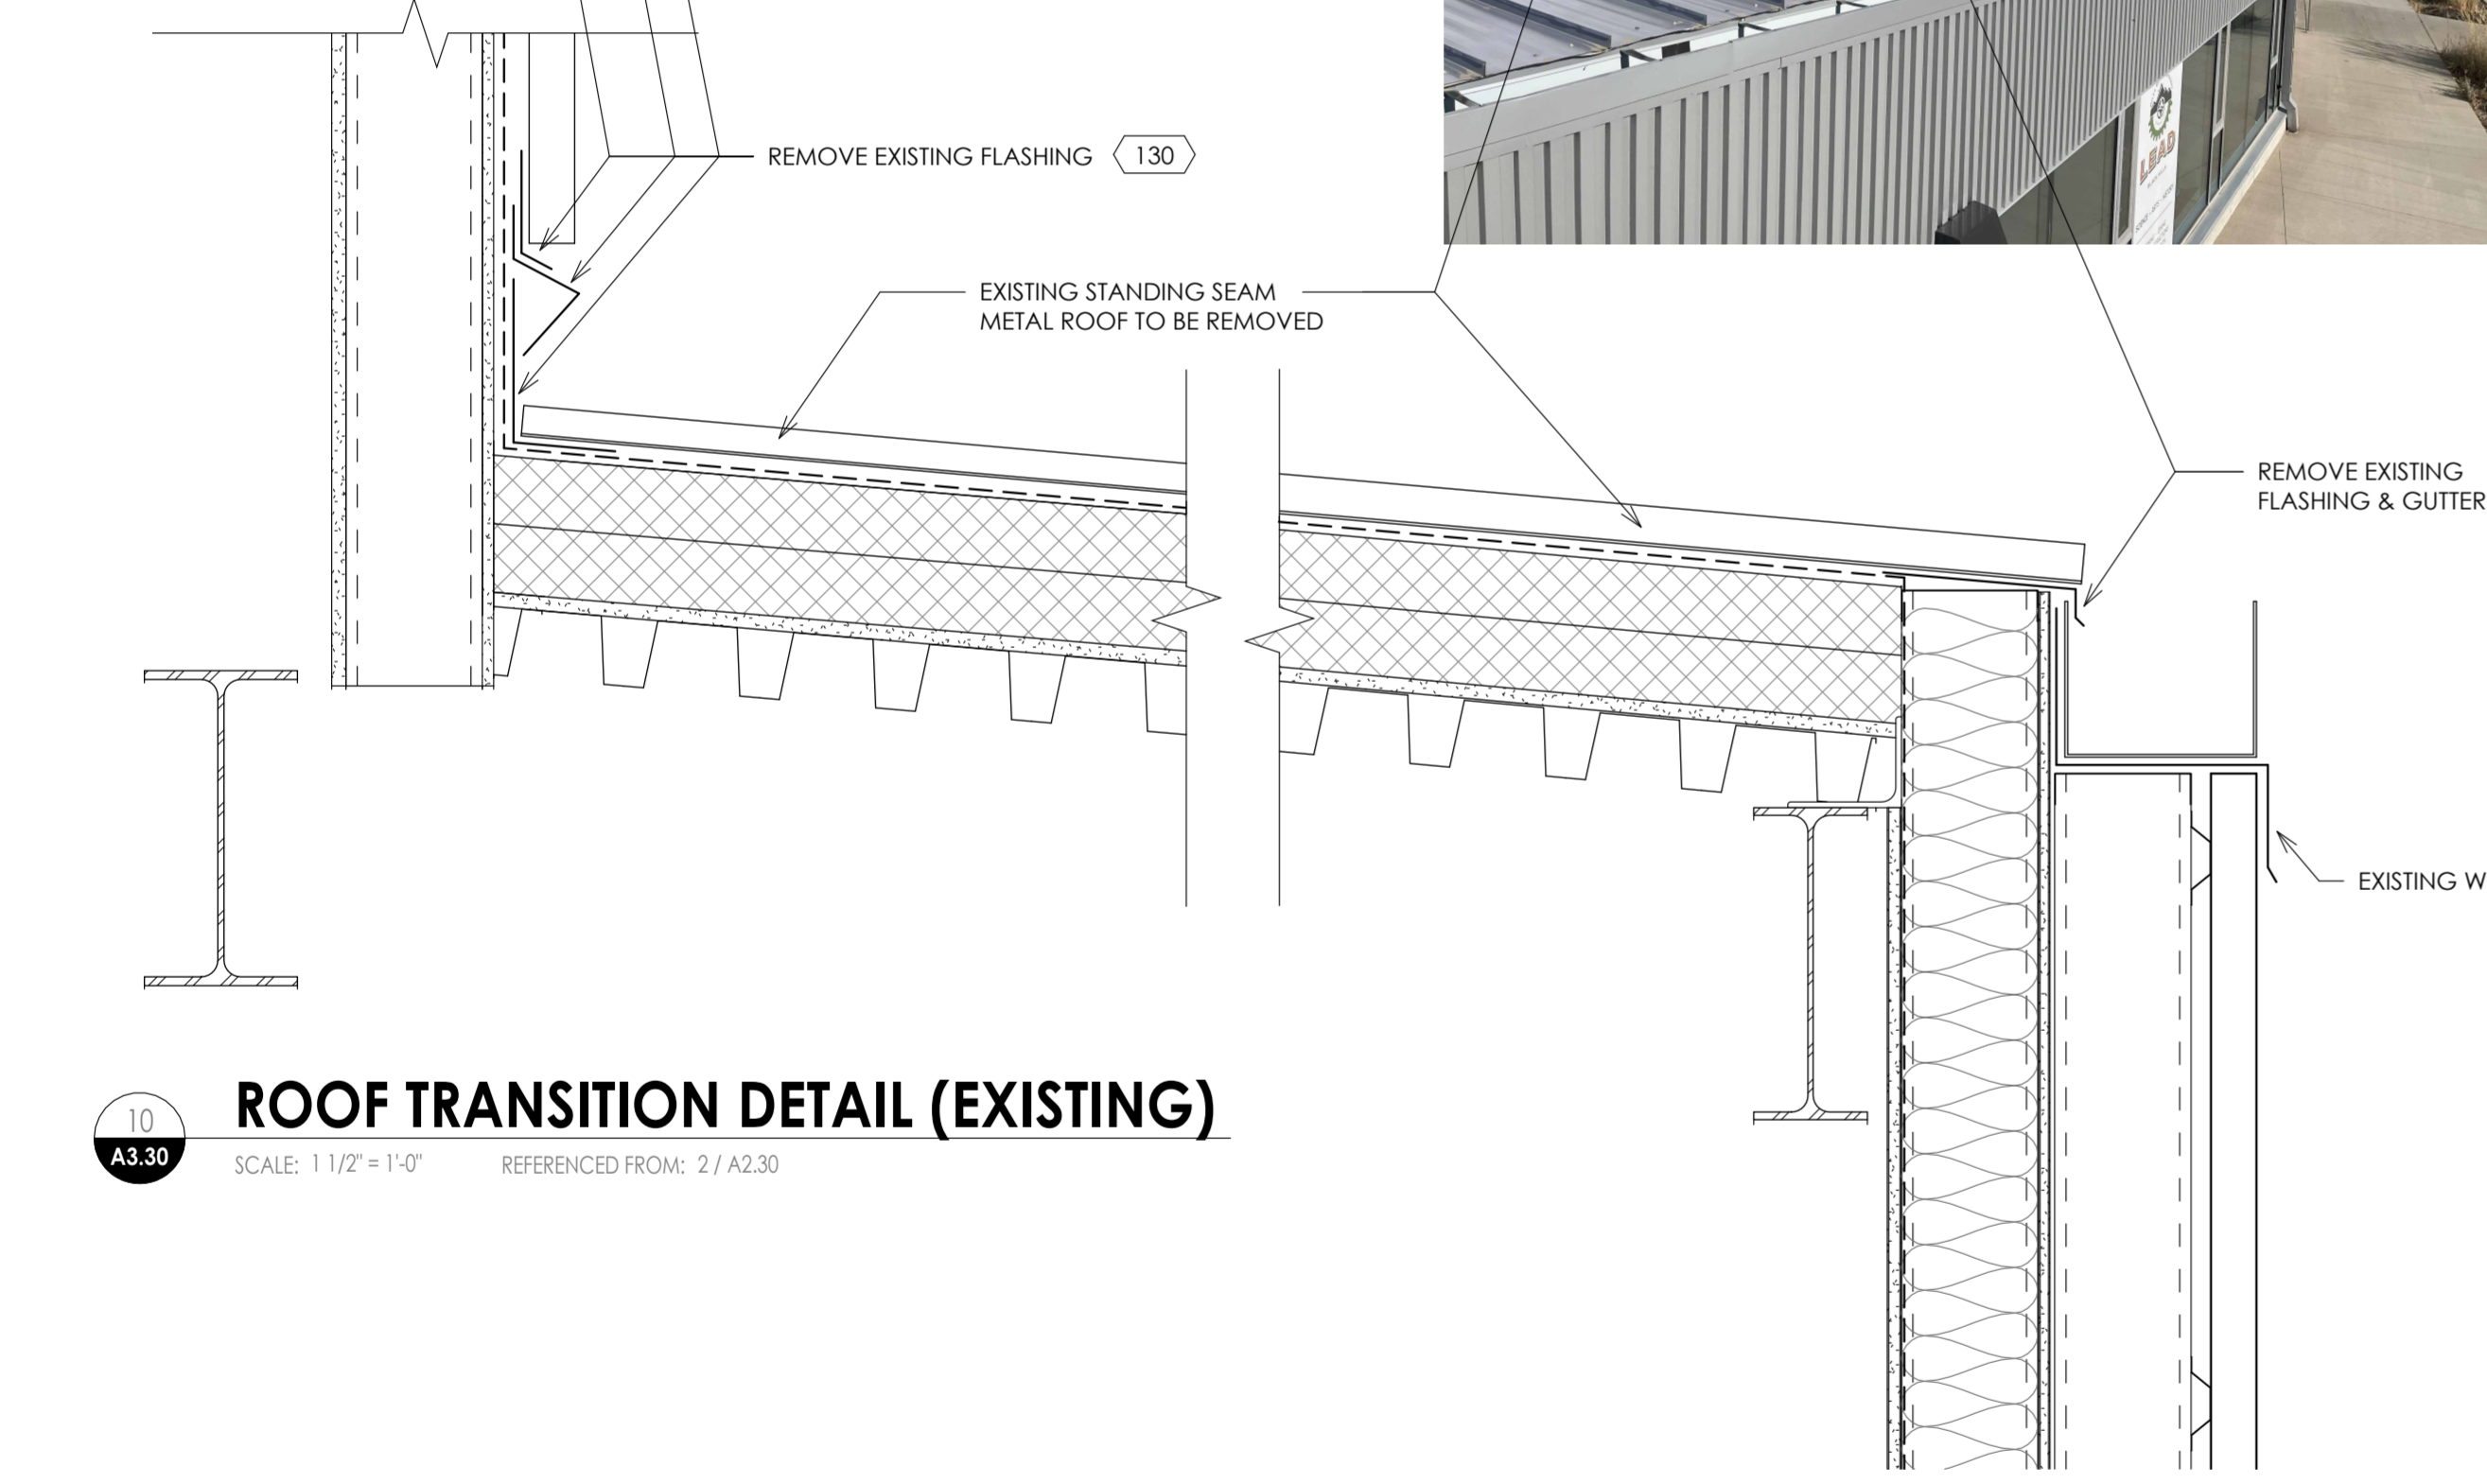 REMOVE EXISTING FLASHING 130
LEAD
EXISTING STANDING SEAM
METAL ROOF TO BE REMOVED
REMOVE EXISTING
FLASHING & GUTTER
EXISTING W
10
A3.30
ROOF TRANSITION DETAIL (EXISTING)
SCALE: 1 1/2" = 1'-0"
REFERENCED FROM: 2 / A2.30